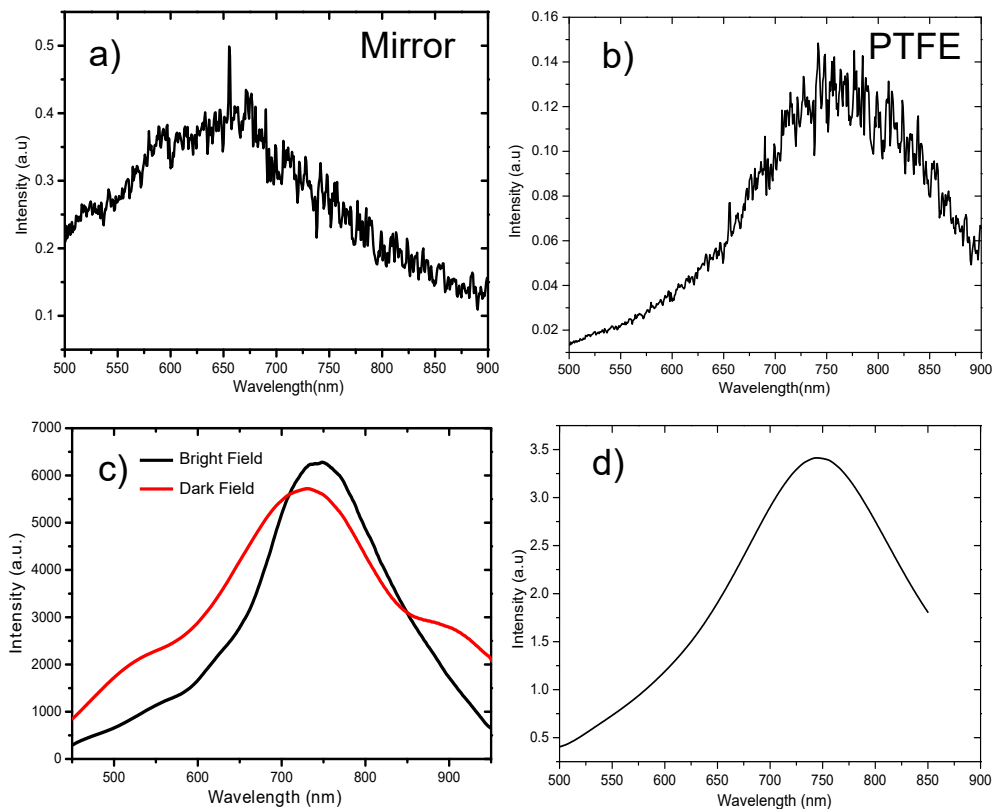 a)
Mirror
0.5
0.4
0.3
0.2
0.1
Intensity (a.u)
500 550 600 650 700 750 800 850 900
Wavelength(nm)
b)
PTFE
0.16
0.14
0.12
0.10
0.08
0.06
0.04
0.02
Intensity (a.u)
500 550 600 650 700 750 800 850 900
Wavelength(nm)
c)
Bright Field
Dark Field
7000
6000
5000
4000
3000
2000
1000
0
Intensity (a.u.)
500 600 700 800 900
Wavelength (nm)
d)
3.5
3.0
2.5
2.0
1.5
1.0
0.5
Intensity (a.u)
500 550 600 650 700 750 800 850 900
Wavelength (nm)